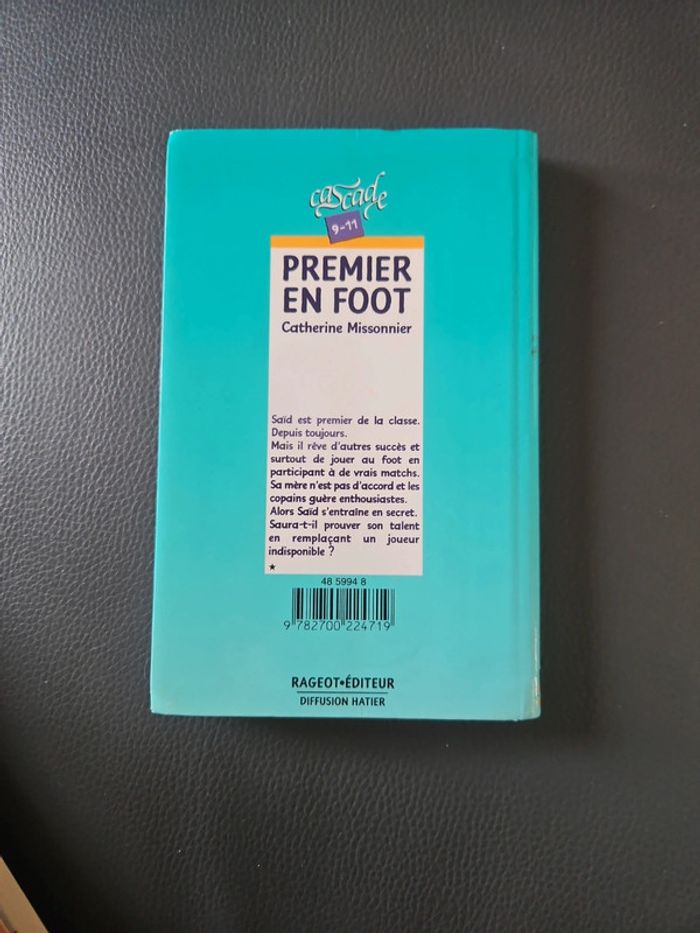 cascade
9-11
PREMIER
EN FOOT
Catherine Missonnier
Saïd est premier de la classe.
Depuis toujours.
Mais il rêve d'autres succès et
surtout de jouer au foot en
participant à de vrais matchs.
Sa mère n'est pas d'accord et les
copains guère enthousiastes.
Alors Saïd s'entraîne en secret.
Saura-t-il prouver son talent
en remplaçant un joueur
indisponible ?
★
48 5994 8
9 782700 224719
RAGEOT•ÉDITEUR
DIFFUSION HATIER